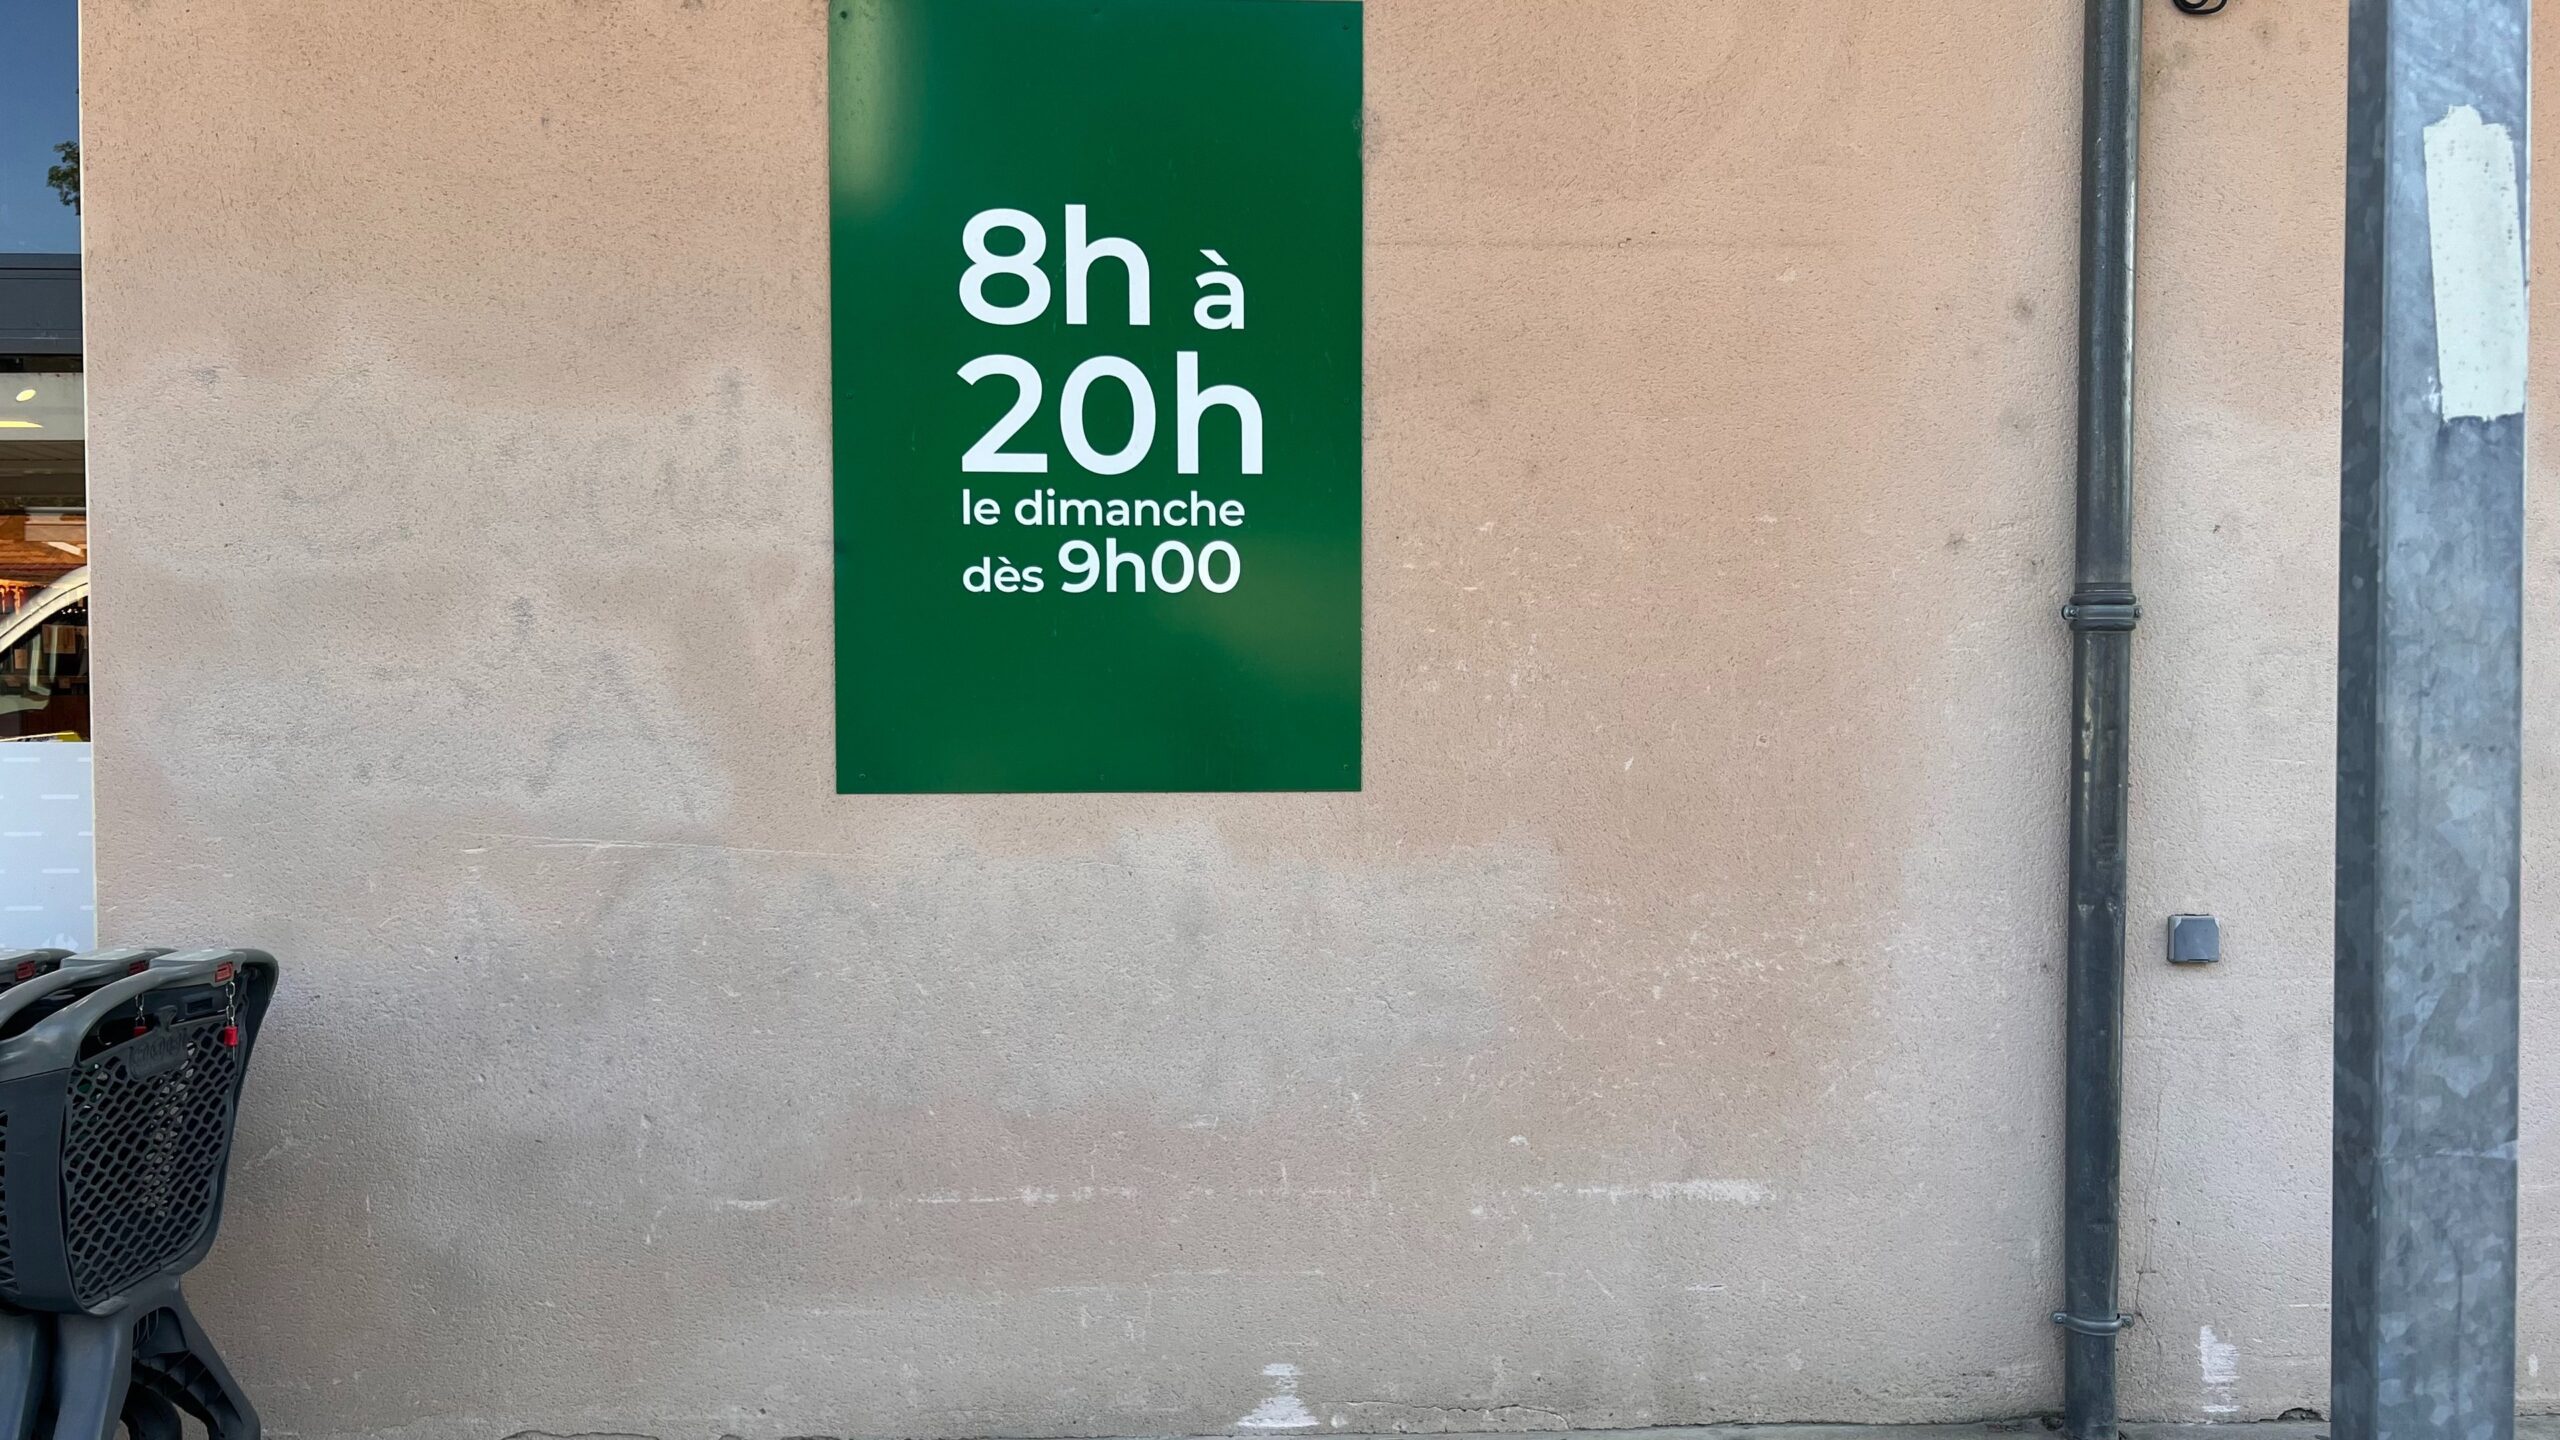 8h à
20h
le dimanche
dès 9h00